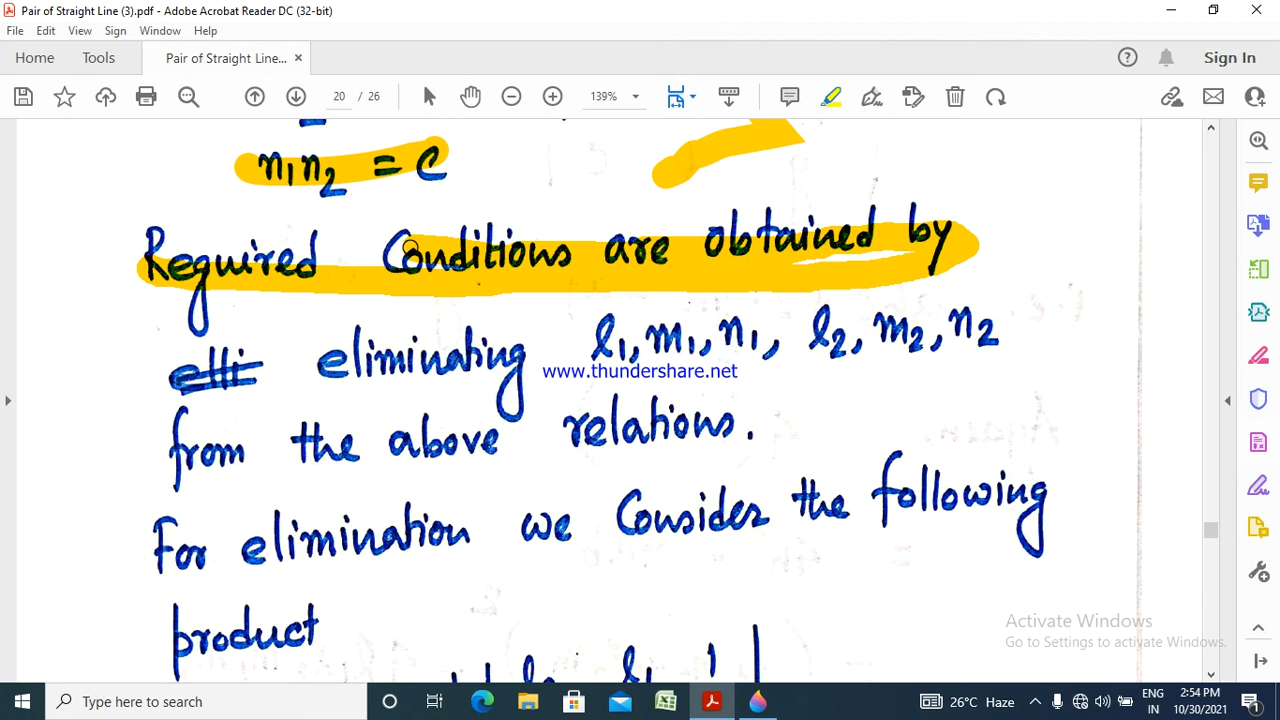 Pair of Straight Line (3).pdf - Adobe Acrobat Reader DC (32-bit)
File Edit View Sign Window Help
Home Tools Pair of Straight Line... × Sign In
20 / 26 139%
n1n2 = c
Required Conditions are obtained by
eliminating l1, m1, n1, l2, m2, n2
www.thundershare.net
from the above relations.
For elimination we Consider the following
product
Activate Windows
Go to Settings to activate Windows.
Type here to search 26°C Haze ENG 2:54 PM
IN 10/30/2021